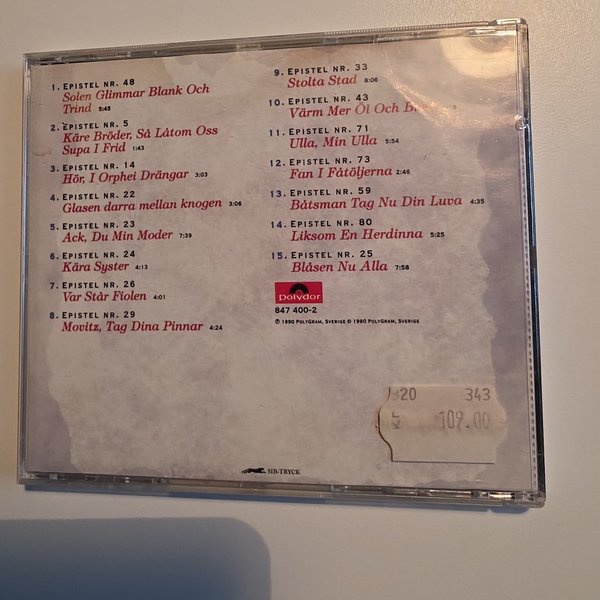 1. EPISTEL NR. 48
Solen Glimmar Blank Och
Trind 5:45
2. EPISTEL NR. 5
Käre Bröder, Så Låtom Oss
Supa I Frid 1:43
3. EPISTEL NR. 14
Hör, I Orphei Drängar 3:03
4. EPISTEL NR. 22
Glasen darra mellan knogen 3:06
5. EPISTEL NR. 23
Ack, Du Min Moder 7:39
6. EPISTEL NR. 24
Kära Syster 4:13
7. EPISTEL NR. 26
Var Står Fiolen 4:01
8. EPISTEL NR. 29
Movitz, Tag Dina Pinnar 4:24
9. EPISTEL NR. 33
Stolta Stad 8:06
10. EPISTEL NR. 43
Värm Mer Öl Och
11. EPISTEL NR. 71
Ulla, Min Ulla 5:54
12. EPISTEL NR. 73
Fan I Fåtöljerna 2:46
13. EPISTEL NR. 59
Båtsman Tag Nu Din Luva 4:35
14. EPISTEL NR. 80
Liksom En Herdinna 5:25
15. EPISTEL NR. 25
Blåsen Nu Alla 7:58
polydor
847 400-2
℗ 1990 POLYGRAM, SVERIGE © 1990 POLYGRAM, SVERIGE
343
109.00
SIB-TRYCK